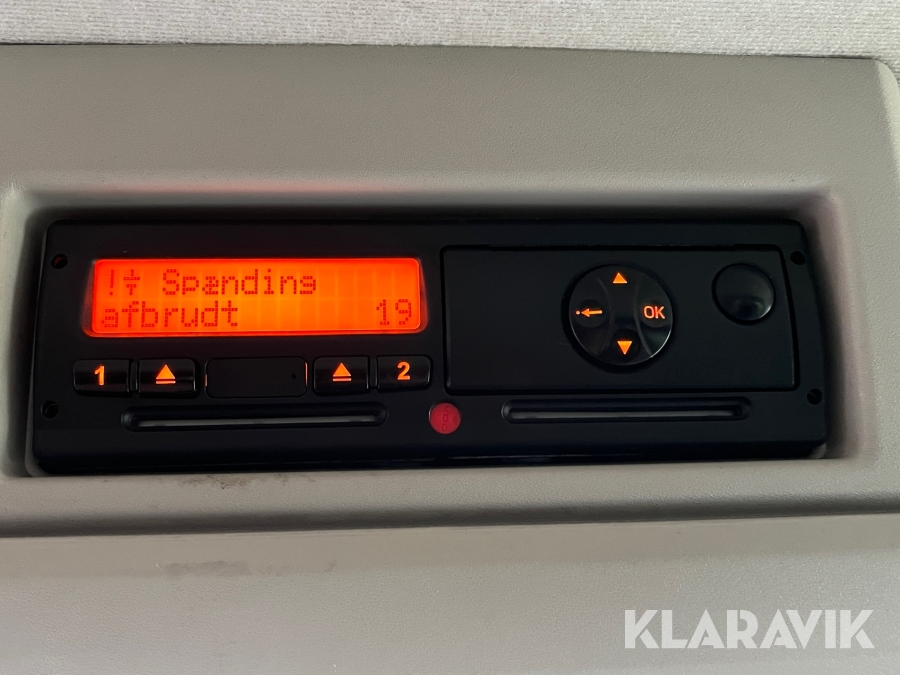 !÷ Spænding
afbrudt 19
1 2
OK
KLARAVIK